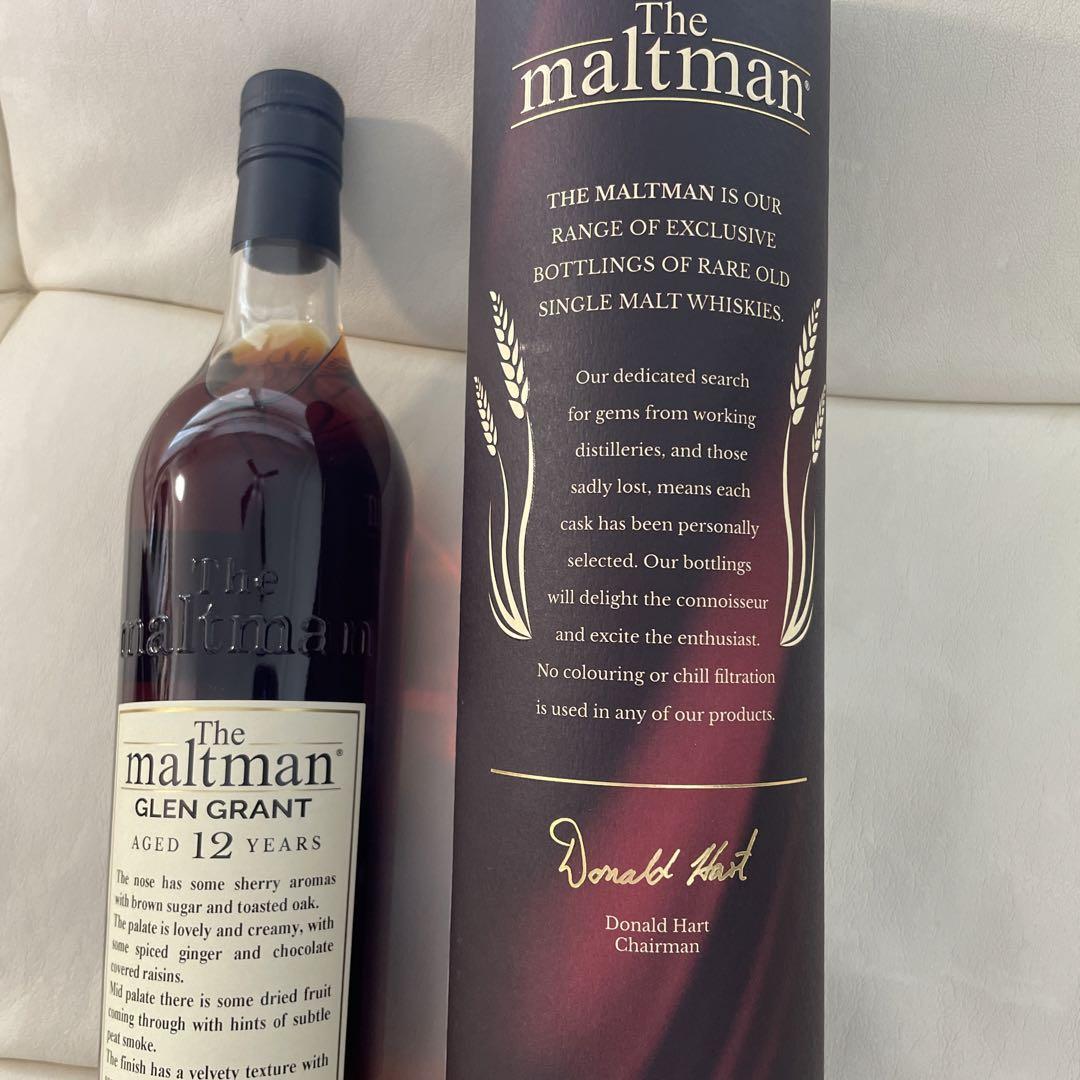 The
maltman
The
maltman®
GLEN GRANT
AGED 12 YEARS
The nose has some sherry aromas
with brown sugar and toasted oak.
The palate is lovely and creamy, with
some spiced ginger and chocolate
covered raisins.
Mid palate there is some dried fruit
coming through with hints of subtle
peat smoke.
The finish has a velvety texture with
The
maltman®
THE MALTMAN IS OUR
RANGE OF EXCLUSIVE
BOTTLINGS OF RARE OLD
SINGLE MALT WHISKIES.
Our dedicated search
for gems from working
distilleries, and those
sadly lost, means each
cask has been personally
selected. Our bottlings
will delight the connoisseur
and excite the enthusiast.
No colouring or chill filtration
is used in any of our products.
Donald Hart
Donald Hart
Chairman